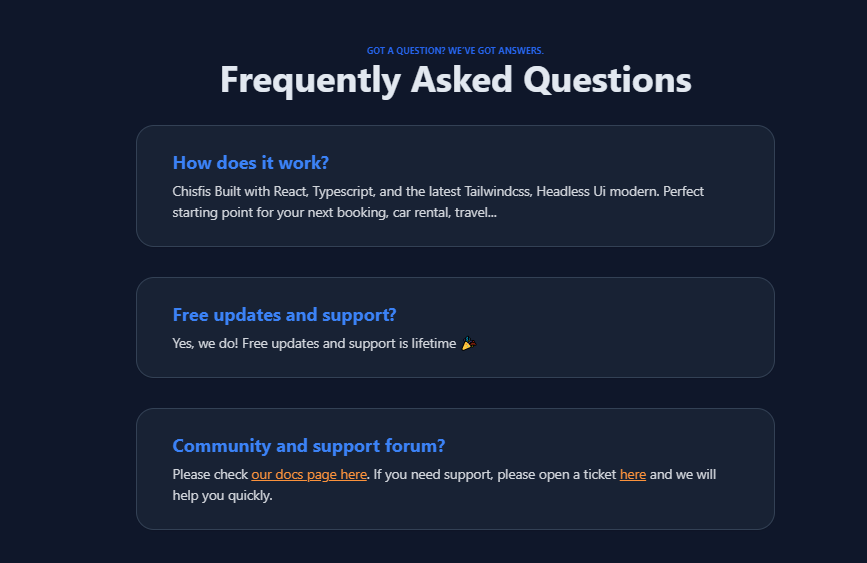 GOT A QUESTION? WE'VE GOT ANSWERS.
Frequently Asked Questions
How does it work?
Chisfis Built with React, Typescript, and the latest Tailwindcss, Headless Ui modern. Perfect
starting point for your next booking, car rental, travel...
Free updates and support?
Yes, we do! Free updates and support is lifetime 🎉
Community and support forum?
Please check our docs page here. If you need support, please open a ticket here and we will
help you quickly.